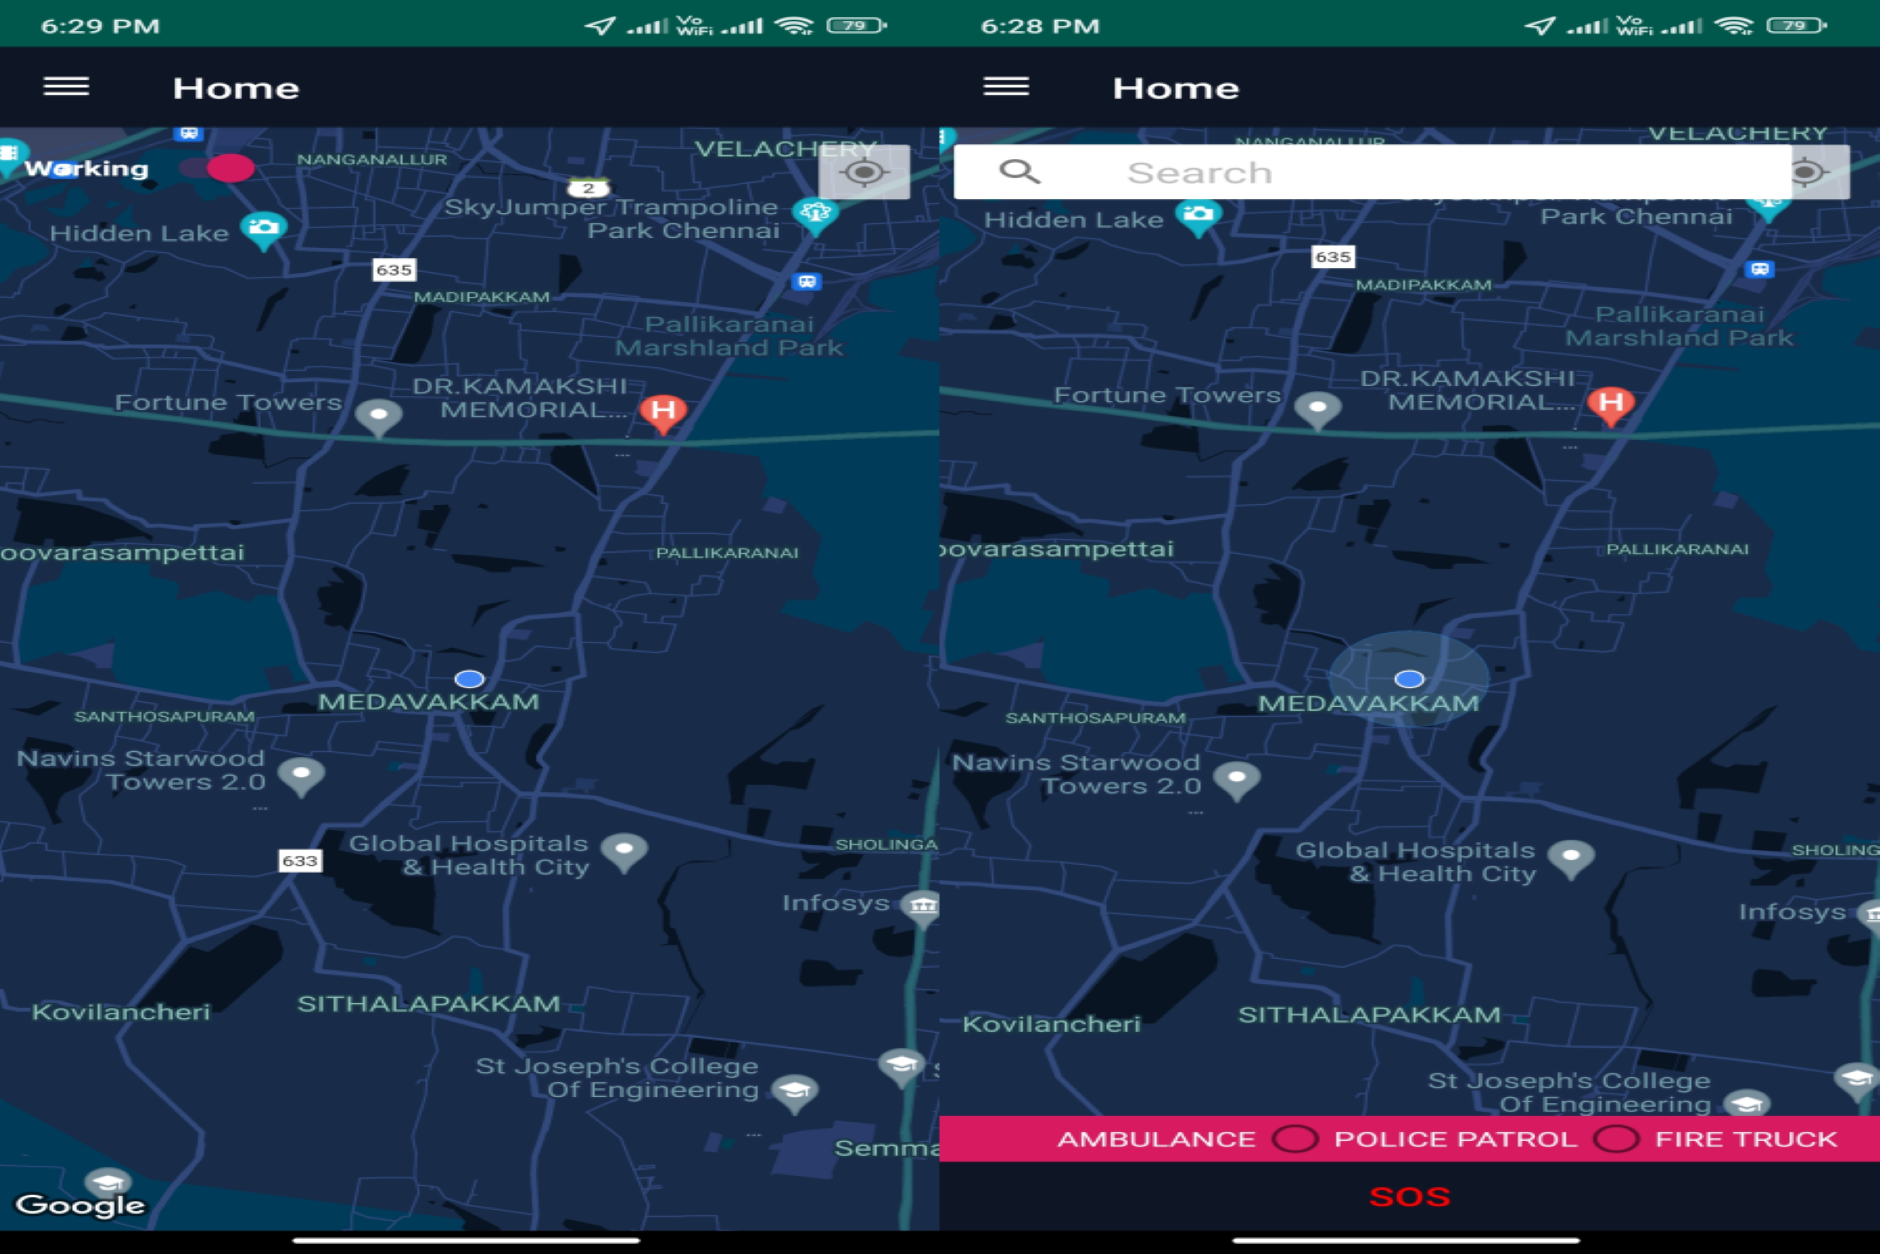 6:29 PM
Vo
WiFi
79
Home
Working
NANGANALLUR
VELACHERY
2
SkyJumper Trampoline
Park Chennai
Hidden Lake
635
MADIPAKKAM
Pallikaranai
Marshland Park
DR.KAMAKSHI
MEMORIAL...
H
Fortune Towers
...
oovarasampettai
PALLIKARANAI
MEDAVAKKAM
SANTHOSAPURAM
Navins Starwood
Towers 2.0
...
Global Hospitals
& Health City
633
SHOLINGA
Infosys
Kovilancheri
SITHALAPAKKAM
St Joseph's College
Of Engineering
...
Semma
Google
6:28 PM
Vo
WiFi
79
Home
VELACHERY
NANGANALLUR
Search
Park Chennai
Hidden Lake
635
MADIPAKKAM
Pallikaranai
Marshland Park
DR.KAMAKSHI
MEMORIAL...
H
Fortune Towers
...
oovarasampettai
PALLIKARANAI
MEDAVAKKAM
SANTHOSAPURAM
Navins Starwood
Towers 2.0
...
Global Hospitals
& Health City
SHOLING
Infosys
Kovilancheri
SITHALAPAKKAM
St Joseph's College
Of Engineering
AMBULANCE POLICE PATROL FIRE TRUCK
SOS